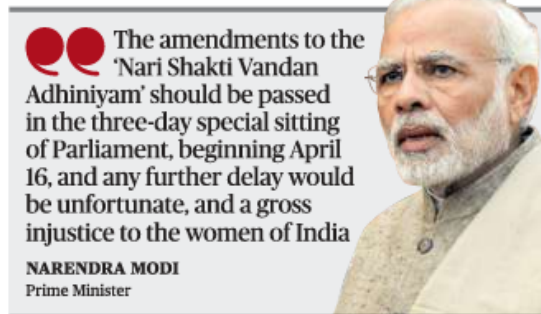 The amendments to the
‘Nari Shakti Vandan
Adhiniyam’ should be passed
in the three-day special sitting
of Parliament, beginning April
16, and any further delay would
be unfortunate, and a gross
injustice to the women of India
NARENDRA MODI
Prime Minister